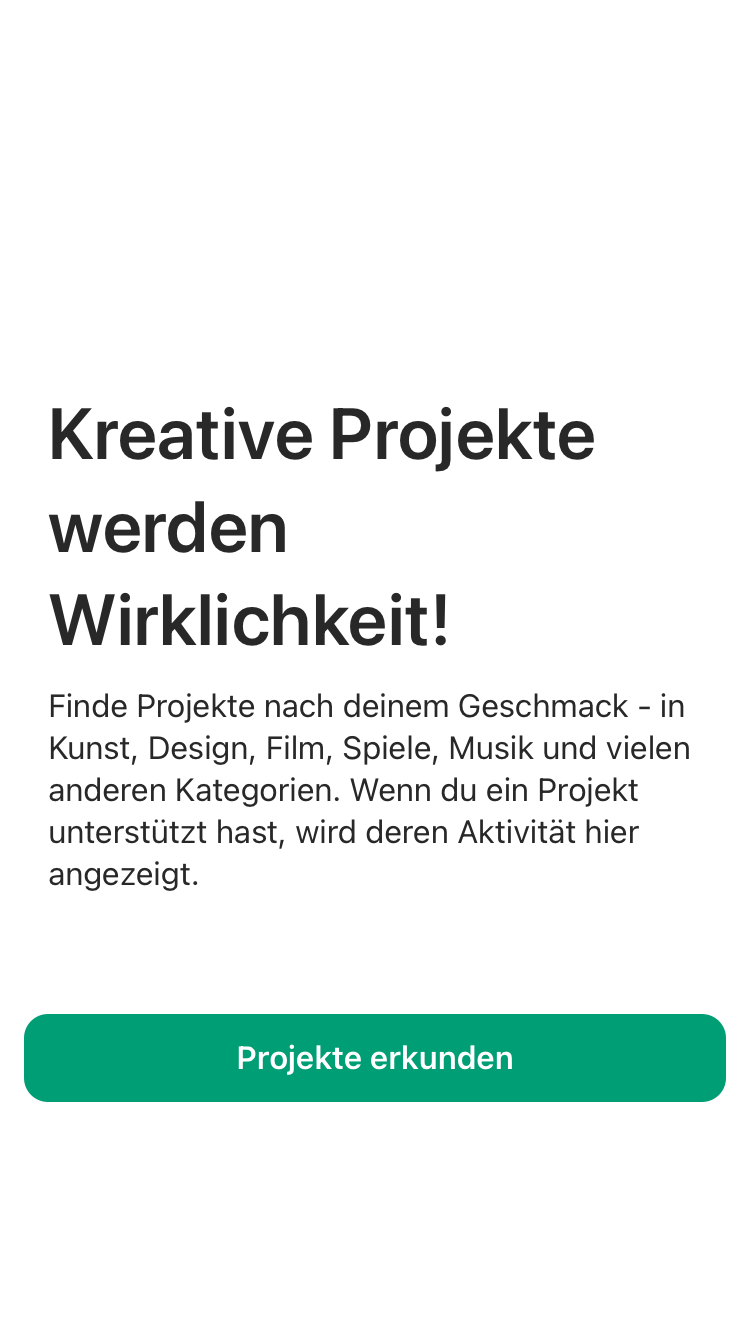 Kreative Projekte
werden
Wirklichkeit!
Finde Projekte nach deinem Geschmack - in
Kunst, Design, Film, Spiele, Musik und vielen
anderen Kategorien. Wenn du ein Projekt
unterstützt hast, wird deren Aktivität hier
angezeigt.
Projekte erkunden